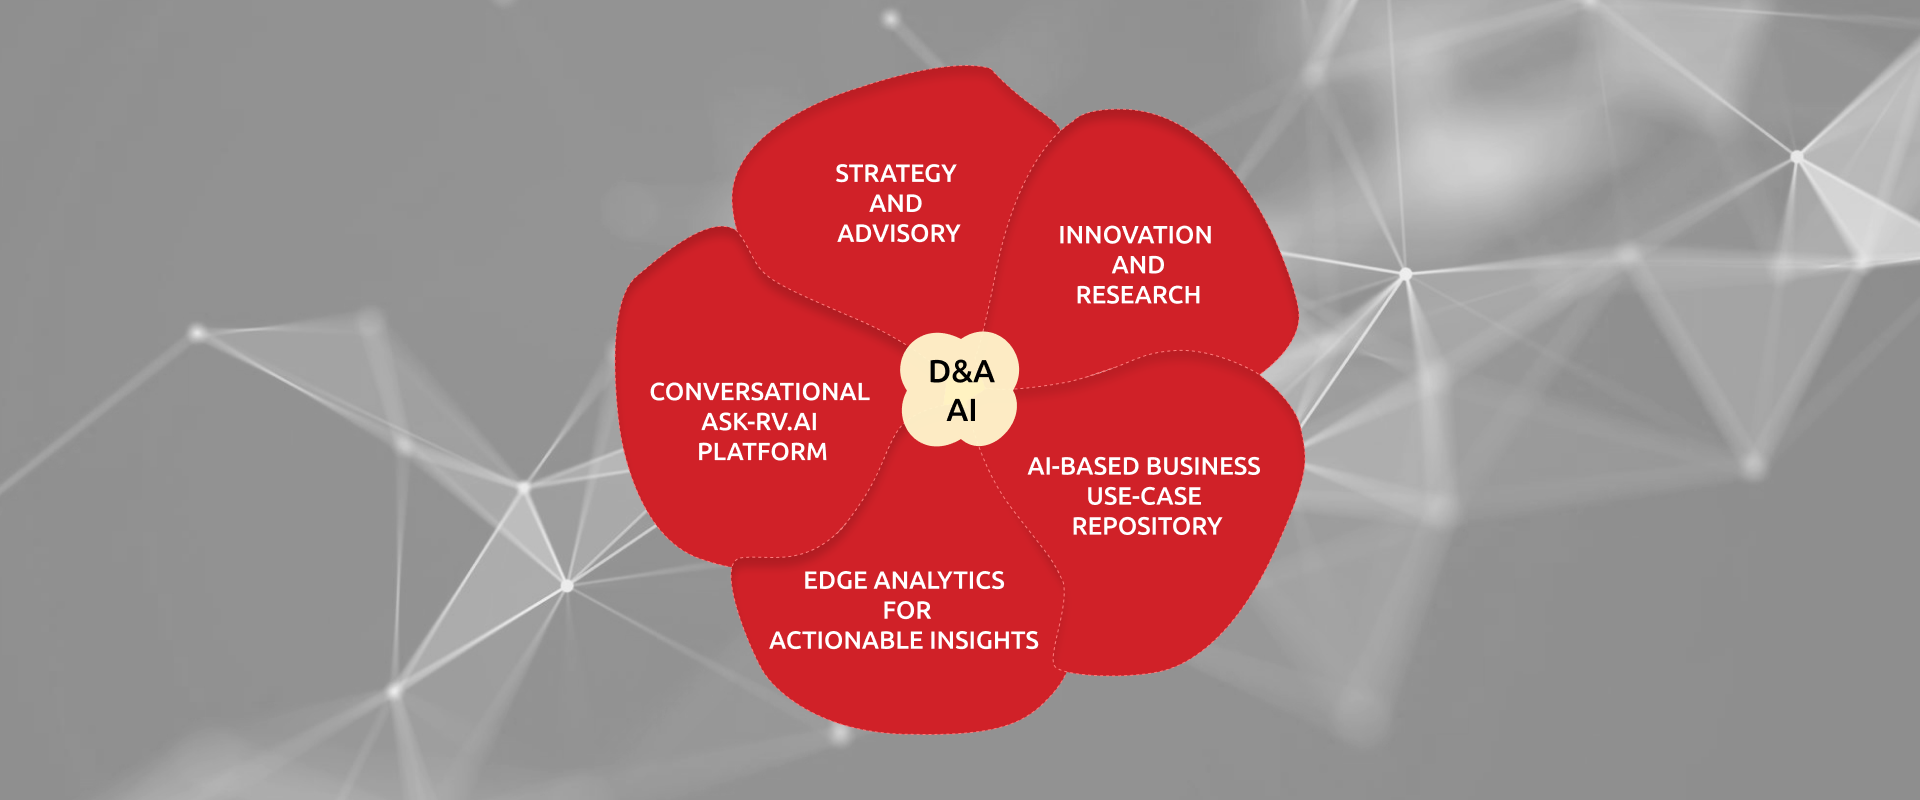 STRATEGY
AND
ADVISORY
INNOVATION
AND
RESEARCH
D&A
AI
CONVERSATIONAL
ASK-RV.AI
PLATFORM
AI-BASED BUSINESS
USE-CASE
REPOSITORY
EDGE ANALYTICS
FOR
ACTIONABLE INSIGHTS